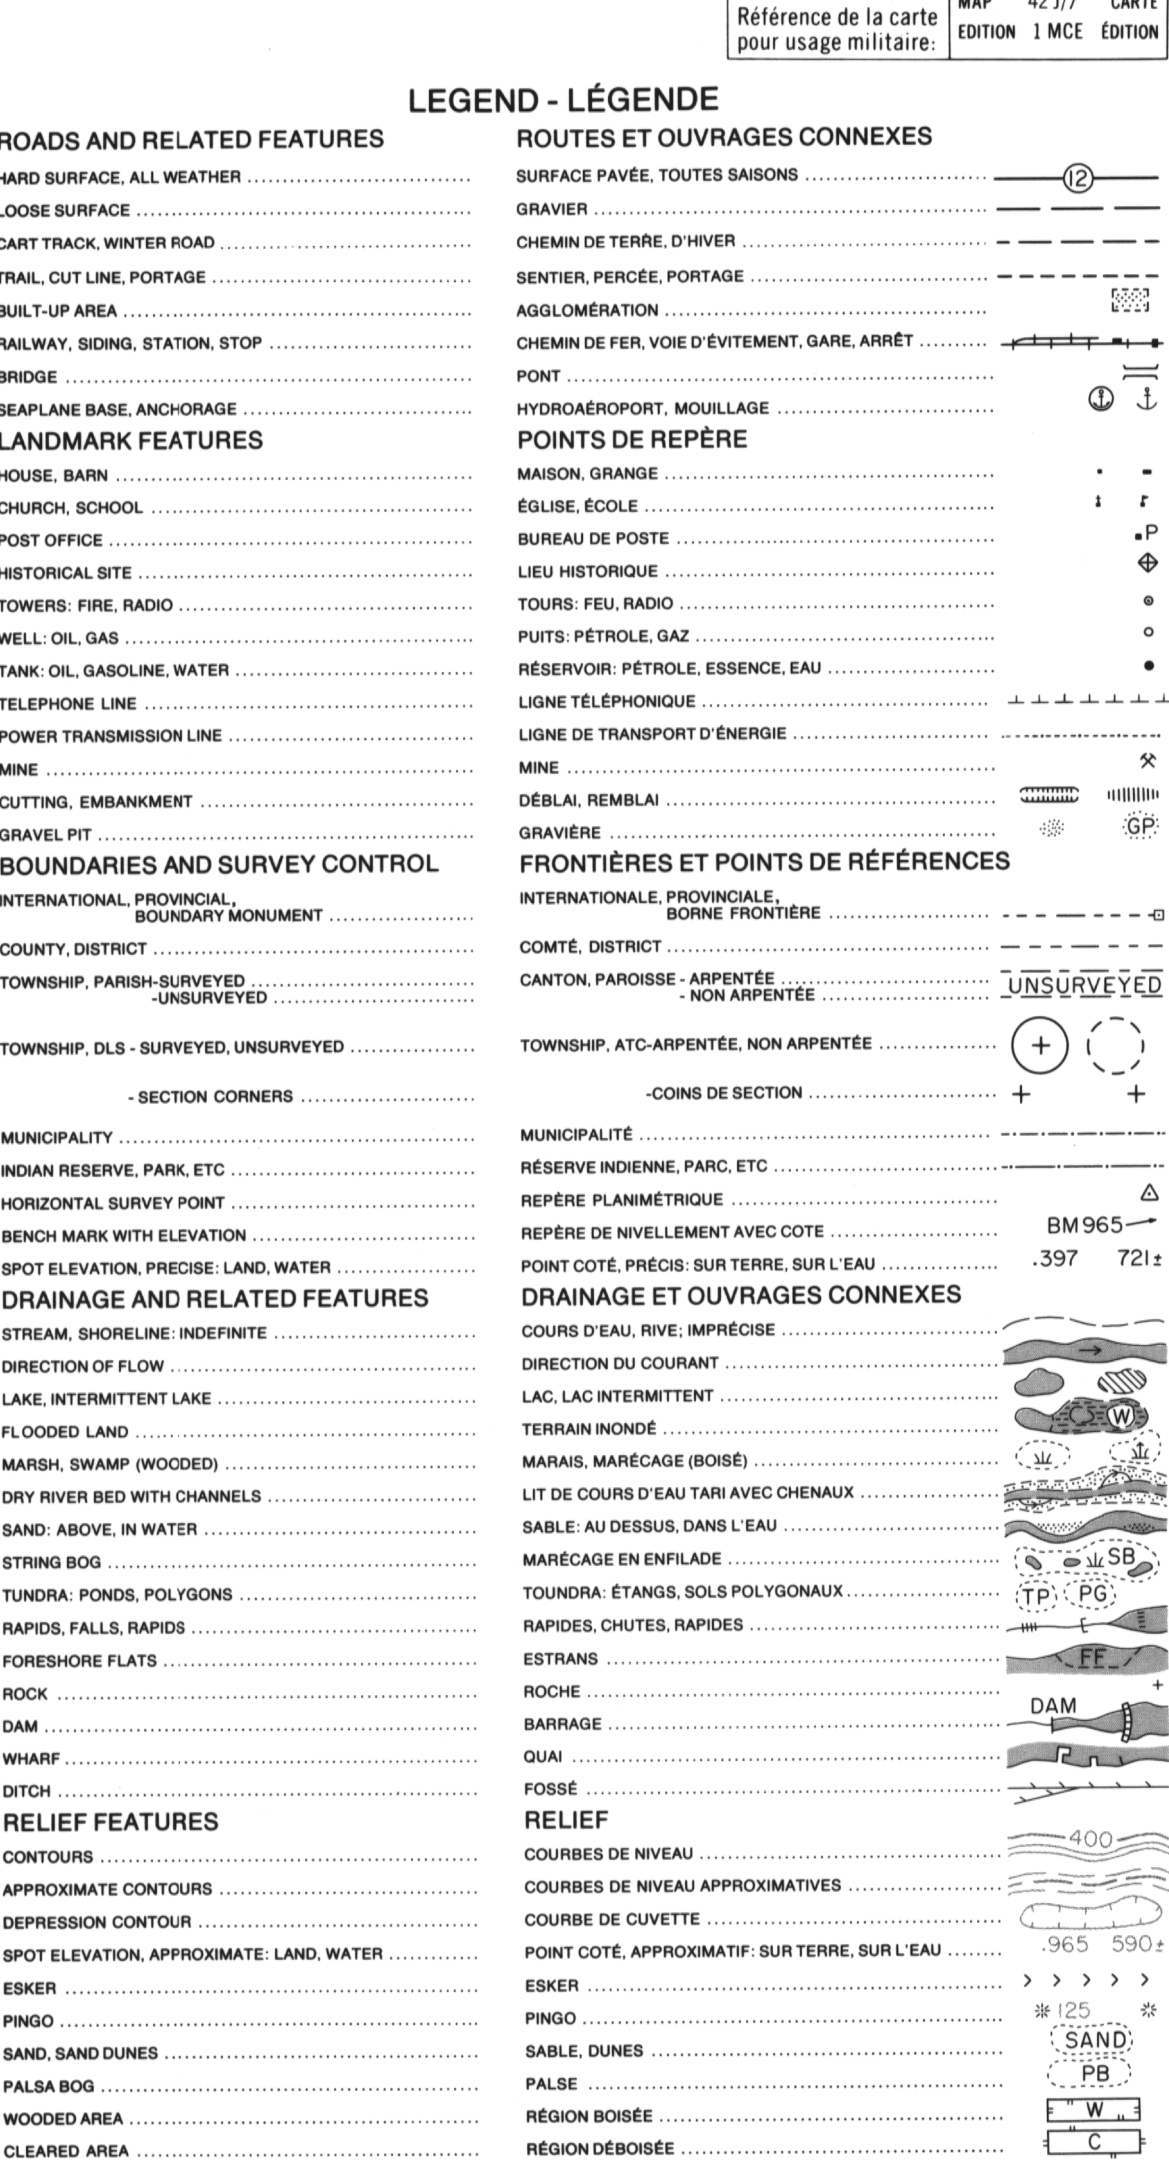 Référence de la carte
pour usage militaire:
MAP 42 J/7 CARTE
EDITION 1 MCE ÉDITION
LEGEND - LÉGENDE
ROADS AND RELATED FEATURES ROUTES ET OUVRAGES CONNEXES
HARD SURFACE, ALL WEATHER SURFACE PAVÉE, TOUTES SAISONS 12
LOOSE SURFACE GRAVIER
CART TRACK, WINTER ROAD CHEMIN DE TERRE, D'HIVER
TRAIL, CUT LINE, PORTAGE SENTIER, PERCÉE, PORTAGE
BUILT-UP AREA AGGLOMÉRATION
RAILWAY, SIDING, STATION, STOP CHEMIN DE FER, VOIE D'ÉVITEMENT, GARE, ARRÊT
BRIDGE PONT
SEAPLANE BASE, ANCHORAGE HYDROAÉROPORT, MOUILLAGE
LANDMARK FEATURES POINTS DE REPÈRE
HOUSE, BARN MAISON, GRANGE
CHURCH, SCHOOL ÉGLISE, ÉCOLE
POST OFFICE BUREAU DE POSTE P
HISTORICAL SITE LIEU HISTORIQUE
TOWERS: FIRE, RADIO TOURS: FEU, RADIO
WELL: OIL, GAS PUITS: PÉTROLE, GAZ
TANK: OIL, GASOLINE, WATER RÉSERVOIR: PÉTROLE, ESSENCE, EAU
TELEPHONE LINE LIGNE TÉLÉPHONIQUE
POWER TRANSMISSION LINE LIGNE DE TRANSPORT D'ÉNERGIE
MINE MINE
CUTTING, EMBANKMENT DÉBLAI, REMBLAI
GRAVEL PIT GRAVIÈRE GP
BOUNDARIES AND SURVEY CONTROL FRONTIÈRES ET POINTS DE RÉFÉRENCES
INTERNATIONAL, PROVINCIAL, INTERNATIONALE, PROVINCIALE,
BOUNDARY MONUMENT BORNE FRONTIÈRE
COUNTY, DISTRICT COMTÉ, DISTRICT
TOWNSHIP, PARISH-SURVEYED CANTON, PAROISSE - ARPENTÉE
-UNSURVEYED - NON ARPENTÉE UNSURVEYED
TOWNSHIP, DLS - SURVEYED, UNSURVEYED TOWNSHIP, ATC-ARPENTÉE, NON ARPENTÉE
- SECTION CORNERS -COINS DE SECTION
MUNICIPALITY MUNICIPALITÉ
INDIAN RESERVE, PARK, ETC RÉSERVE INDIENNE, PARC, ETC
HORIZONTAL SURVEY POINT REPÈRE PLANIMÉTRIQUE
BENCH MARK WITH ELEVATION REPÈRE DE NIVELLEMENT AVEC COTE BM 965
SPOT ELEVATION, PRECISE: LAND, WATER POINT COTÉ, PRÉCIS: SUR TERRE, SUR L'EAU .397 721±
DRAINAGE AND RELATED FEATURES DRAINAGE ET OUVRAGES CONNEXES
STREAM, SHORELINE: INDEFINITE COURS D'EAU, RIVE; IMPRÉCISE
DIRECTION OF FLOW DIRECTION DU COURANT
LAKE, INTERMITTENT LAKE LAC, LAC INTERMITTENT
FLOODED LAND TERRAIN INONDÉ W
MARSH, SWAMP (WOODED) MARAIS, MARÉCAGE (BOISÉ)
DRY RIVER BED WITH CHANNELS LIT DE COURS D'EAU TARI AVEC CHENAUX
SAND: ABOVE, IN WATER SABLE: AU DESSUS, DANS L'EAU
STRING BOG MARÉCAGE EN ENFILADE SB
TUNDRA: PONDS, POLYGONS TOUNDRA: ÉTANGS, SOLS POLYGONAUX TP PG
RAPIDS, FALLS, RAPIDS RAPIDES, CHUTES, RAPIDES
FORESHORE FLATS ESTRANS FF
ROCK ROCHE
DAM BARRAGE DAM
WHARF QUAI
DITCH FOSSÉ
RELIEF FEATURES RELIEF
CONTOURS COURBES DE NIVEAU 400
APPROXIMATE CONTOURS COURBES DE NIVEAU APPROXIMATIVES
DEPRESSION CONTOUR COURBE DE CUVETTE
SPOT ELEVATION, APPROXIMATE: LAND, WATER POINT COTÉ, APPROXIMATIF: SUR TERRE, SUR L'EAU .965 590±
ESKER ESKER
PINGO PINGO 125
SAND, SAND DUNES SABLE, DUNES SAND
PALSA BOG PALSE PB
WOODED AREA RÉGION BOISÉE W
CLEARED AREA RÉGION DÉBOISÉE C